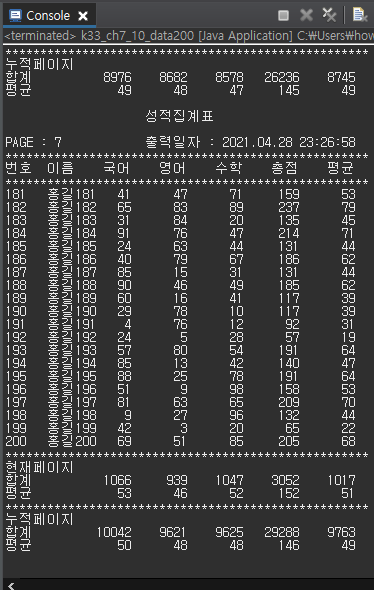 Console
<terminated> k33_ch7_10_data200 [Java Application] C:₩Users₩how
*****************************************************
누적페이지
합계 8976 8682 8578 26236 8745
평균 49 48 47 145 49
성적집계표
PAGE : 7 출력일자 : 2021.04.28 23:26:58
*****************************************************
번호 이름 국어 영어 수학 총점 평균
*****************************************************
181 홍길181 41 47 71 159 53
182 홍길182 65 83 89 237 79
183 홍길183 31 84 20 135 45
184 홍길184 91 76 47 214 71
185 홍길185 24 63 44 131 44
186 홍길186 40 79 67 186 62
187 홍길187 85 15 31 131 44
188 홍길188 90 46 49 185 62
189 홍길189 60 16 41 117 39
190 홍길190 29 78 10 117 39
191 홍길191 4 76 12 92 31
192 홍길192 24 5 28 57 19
193 홍길193 57 80 54 191 64
194 홍길194 85 13 42 140 47
195 홍길195 88 25 78 191 64
196 홍길196 51 9 98 158 53
197 홍길197 81 63 65 209 70
198 홍길198 9 27 96 132 44
199 홍길199 42 3 20 65 22
200 홍길200 69 51 85 205 68
*****************************************************
현재페이지
합계 1066 939 1047 3052 1017
평균 53 46 52 152 51
*****************************************************
누적페이지
합계 10042 9621 9625 29288 9763
평균 50 48 48 146 49